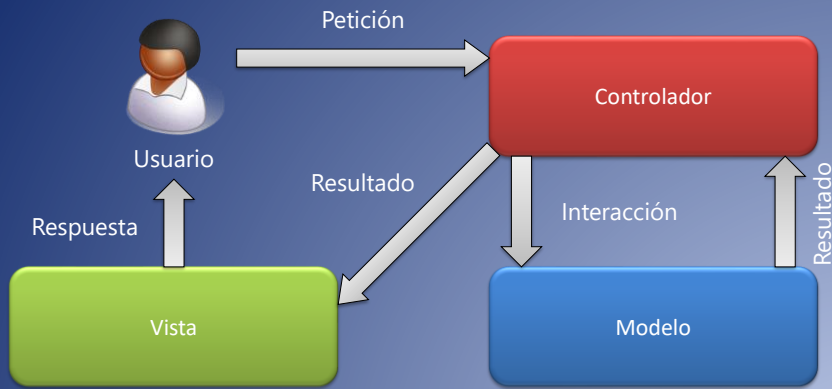 Petición
Controlador
Usuario
Resultado
Interacción
Resultado
Respuesta
Vista
Modelo